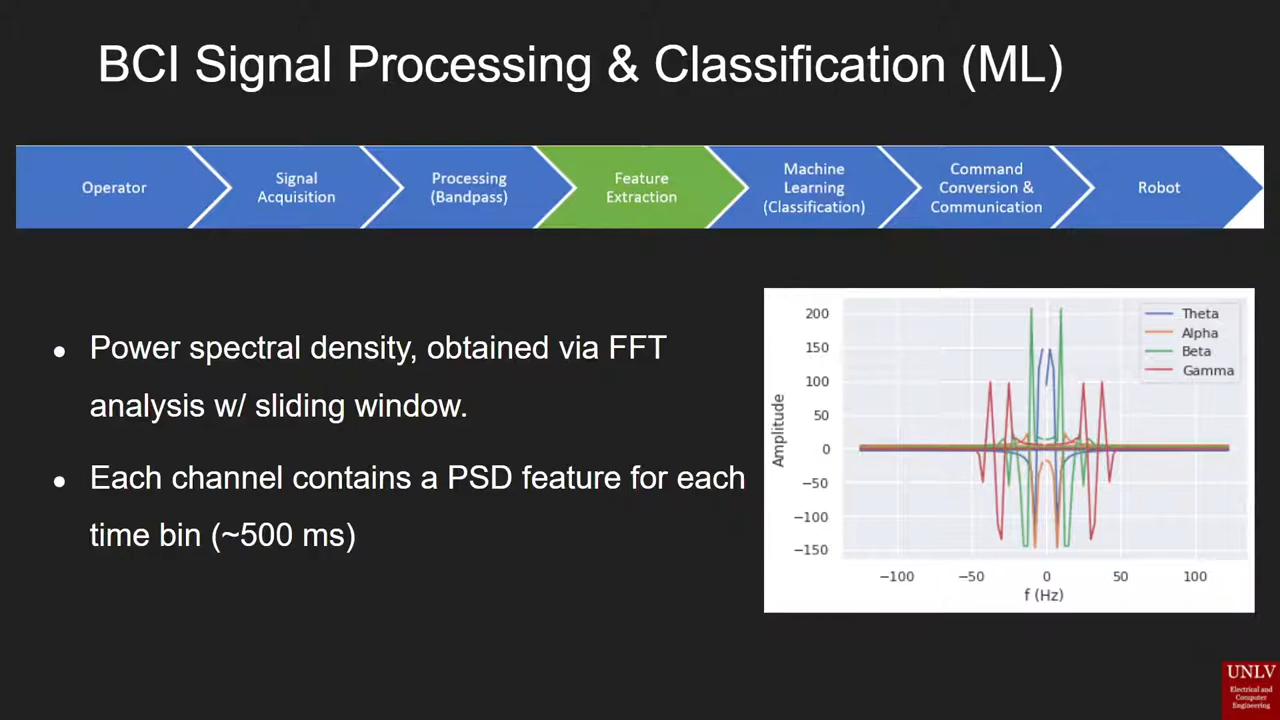 BCI Signal Processing & Classification (ML)
Operator
Signal
Acquisition
Processing
(Bandpass)
Feature
Extraction
Machine
Learning
(Classification)
Command
Conversion &
Communication
Robot
● Power spectral density, obtained via FFT
analysis w/ sliding window.
● Each channel contains a PSD feature for each
time bin (~500 ms)
Amplitude
200
150
100
50
0
−50
−100
−150
−100
−50
0
50
100
f (Hz)
Theta
Alpha
Beta
Gamma
UNLV
Electrical and
Computer
Engineering